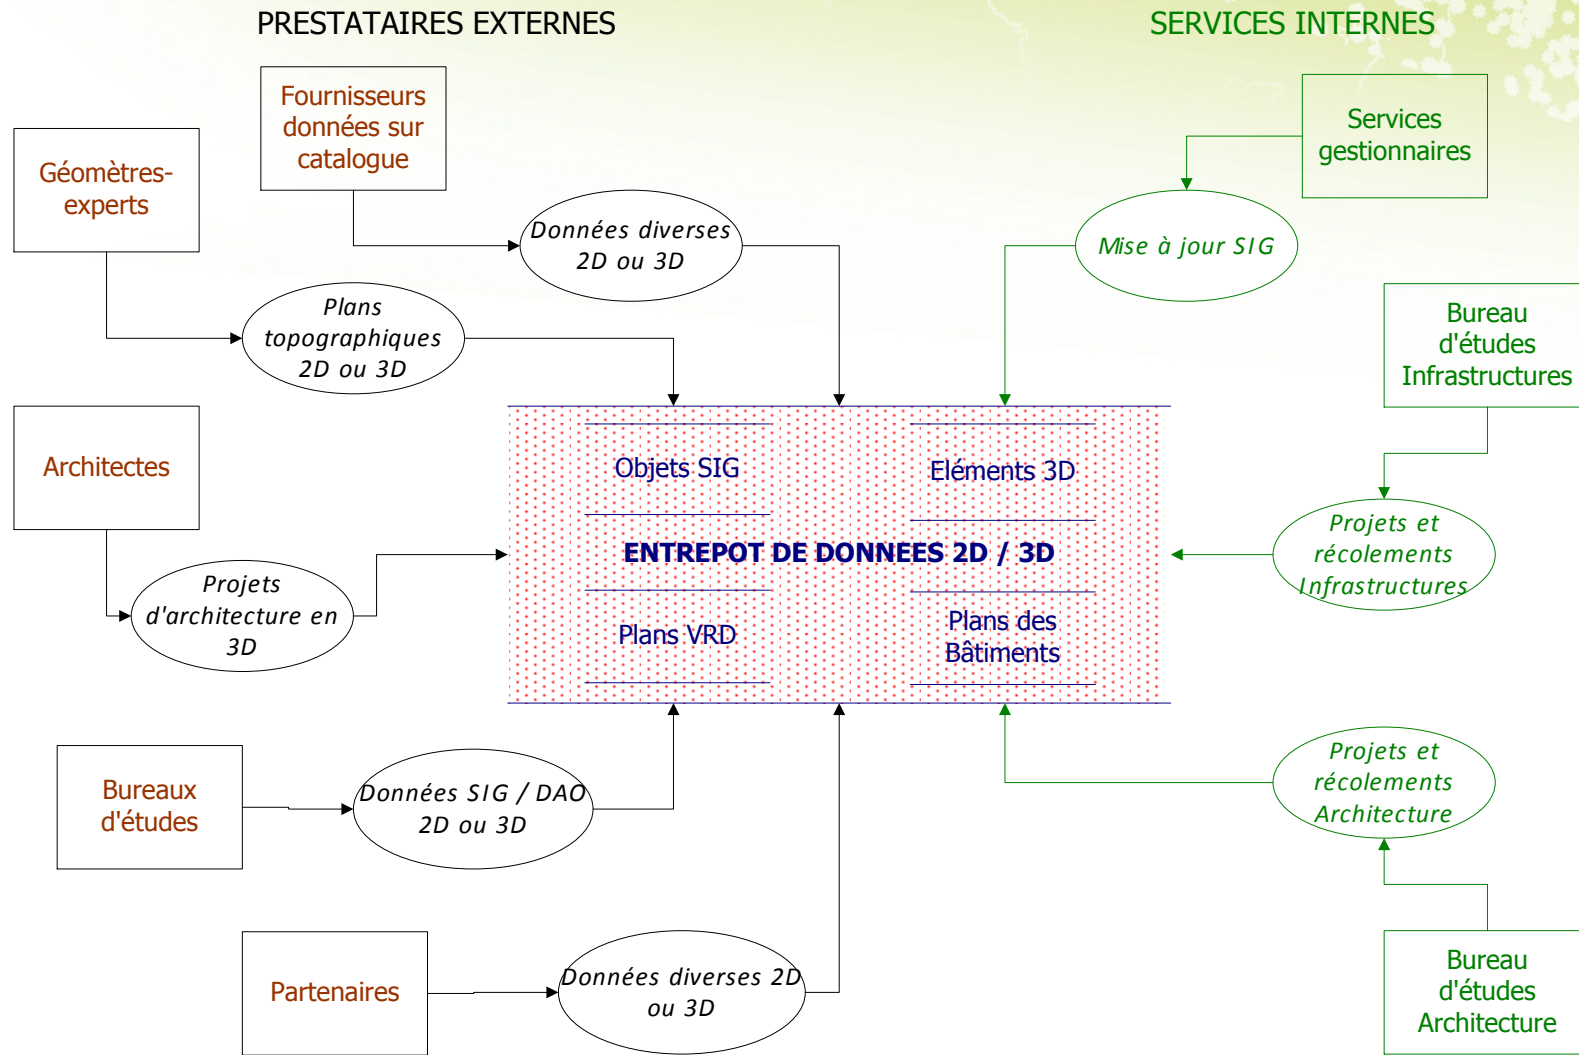 PRESTATAIRES EXTERNES
SERVICES INTERNES
Fournisseurs
données sur
catalogue
Services
gestionnaires
Géomètres-
experts
Données diverses
2D ou 3D
Mise à jour SIG
Plans
topographiques
2D ou 3D
Bureau
d'études
Infrastructures
Architectes
Objets SIG
Eléments 3D
Projets et
récolements
Infrastructures
ENTREPOT DE DONNEES 2D / 3D
Projets
d'architecture en
3D
Plans VRD
Plans des
Bâtiments
Bureaux
d'études
Données SIG / DAO
2D ou 3D
Projets et
récolements
Architecture
Partenaires
Données diverses 2D
ou 3D
Bureau
d'études
Architecture